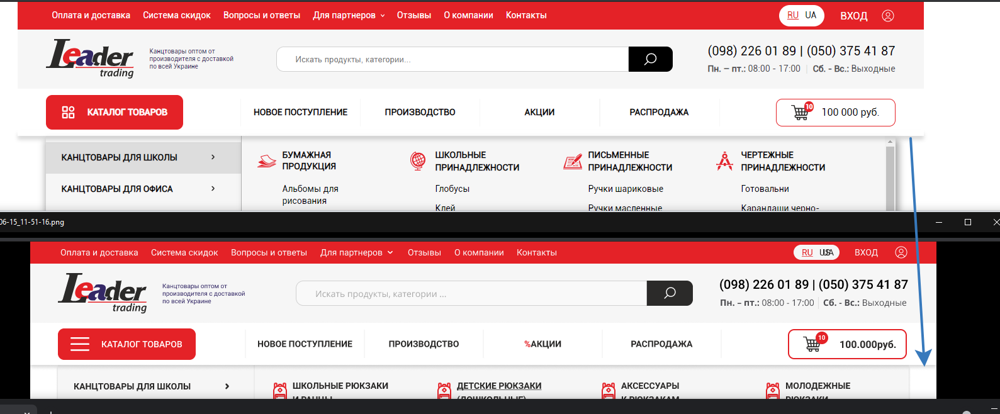 Оплата и доставка Система скидок Вопросы и ответы Для партнеров Отзывы О компании Контакты RU UA ВХОД
Leader trading
Канцтовары оптом от
производителя с доставкой
по всей Украине
Искать продукты, категории...
(098) 226 01 89 | (050) 375 41 87
Пн. – пт.: 08:00 - 17:00 Сб. - Вс.: Выходные
КАТАЛОГ ТОВАРОВ НОВОЕ ПОСТУПЛЕНИЕ ПРОИЗВОДСТВО АКЦИИ РАСПРОДАЖА 10 100 000 руб.
КАНЦТОВАРЫ ДЛЯ ШКОЛЫ
КАНЦТОВАРЫ ДЛЯ ОФИСА
БУМАЖНАЯ
ПРОДУКЦИЯ
Альбомы для
рисования
ШКОЛЬНЫЕ
ПРИНАДЛЕЖНОСТИ
Глобусы
Клей
ПИСЬМЕННЫЕ
ПРИНАДЛЕЖНОСТИ
Ручки шариковые
Ручки масленные
ЧЕРТЕЖНЫЕ
ПРИНАДЛЕЖНОСТИ
Готовальни
Карандаши черно-
06-15_11-51-16.png
Оплата и доставка Система скидок Вопросы и ответы Для партнеров Отзывы О компании Контакты RU ВХОД
Leader trading
Канцтовары оптом от
производителя с доставкой
по всей Украине
Искать продукты, категории ...
(098) 226 01 89 | (050) 375 41 87
Пн. – пт.: 08:00 - 17:00 Сб. - Вс.: Выходные
КАТАЛОГ ТОВАРОВ НОВОЕ ПОСТУПЛЕНИЕ ПРОИЗВОДСТВО %АКЦИИ РАСПРОДАЖА 10 100.000руб.
КАНЦТОВАРЫ ДЛЯ ШКОЛЫ
ШКОЛЬНЫЕ РЮКЗАКИ
И РАНЦЫ
ДЕТСКИЕ РЮКЗАКИ
(ДОШКОЛЬНЫЕ)
АКСЕССУАРЫ
К РЮКЗАКАМ
МОЛОДЕЖНЫЕ
РЮКЗАКИ